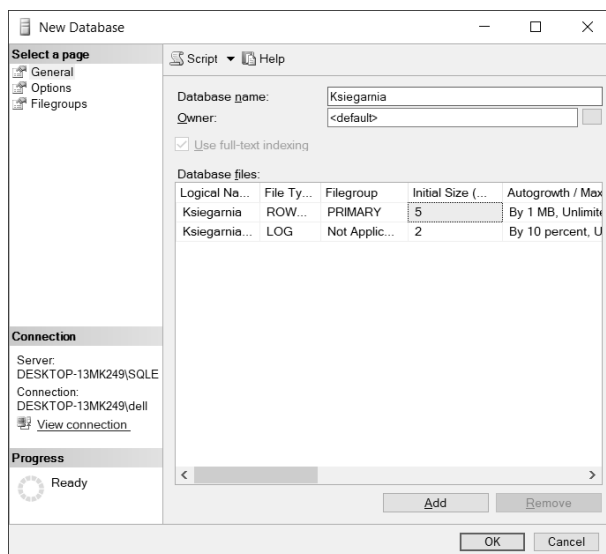 New Database
Select a page
General
Options
Filegroups
Script Help
Database name: Ksiegarnia
Owner: <default>
Use full-text indexing
Database files:
Logical Na... File Ty... Filegroup Initial Size (... Autogrowth / Max
Ksiegarnia ROW... PRIMARY 5 By 1 MB, Unlimite
Ksiegarnia... LOG Not Applic... 2 By 10 percent, U
Connection
Server:
DESKTOP-13MK249\SQLE
Connection:
DESKTOP-13MK249\dell
View connection
Progress
Ready
Add Remove
OK Cancel